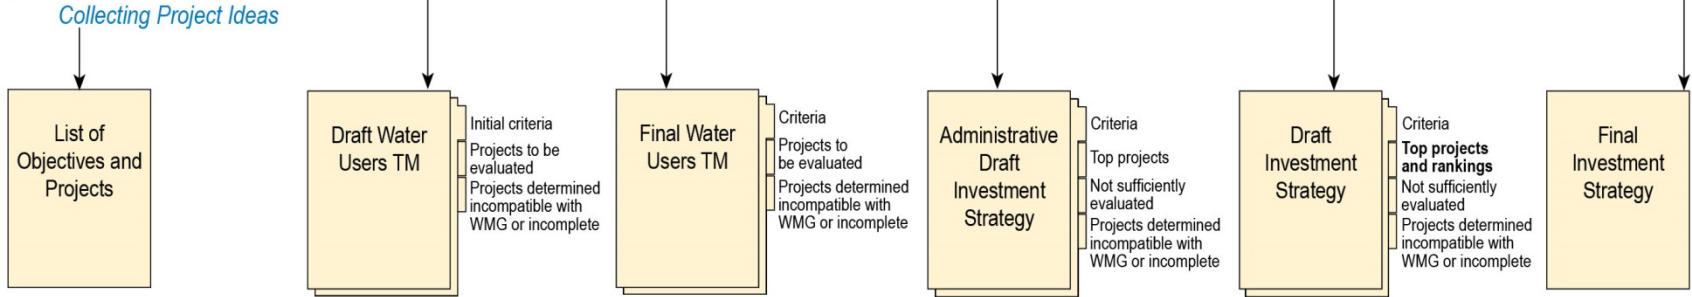 Collecting Project Ideas
List of
Objectives and
Projects
Draft Water
Users TM
Initial criteria
Projects to be
evaluated
Projects determined
incompatible with
WMG or incomplete
Final Water
Users TM
Criteria
Projects to
be evaluated
Projects determined
incompatible with
WMG or incomplete
Administrative
Draft
Investment
Strategy
Criteria
Top projects
Not sufficiently
evaluated
Projects determined
incompatible with
WMG or incomplete
Draft
Investment
Strategy
Criteria
Top projects
and rankings
Not sufficiently
evaluated
Projects determined
incompatible with
WMG or incomplete
Final
Investment
Strategy